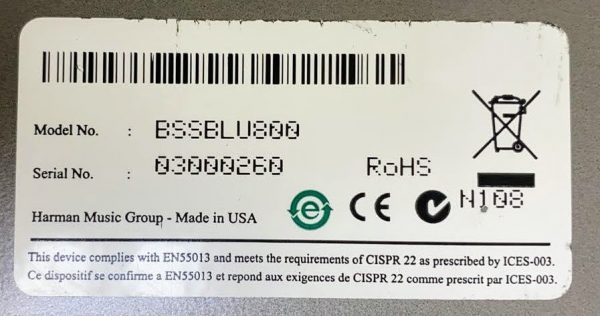 Model No. : BSSBLU800
Serial No. : 03000260 RoHS
Harman Music Group - Made in USA e CE N108
This device complies with EN55013 and meets the requirements of CISPR 22 as prescribed by ICES-003.
Ce dispositif se confirme a EN55013 et repond aux exigences de CISPR 22 comme prescrit par ICES-003.